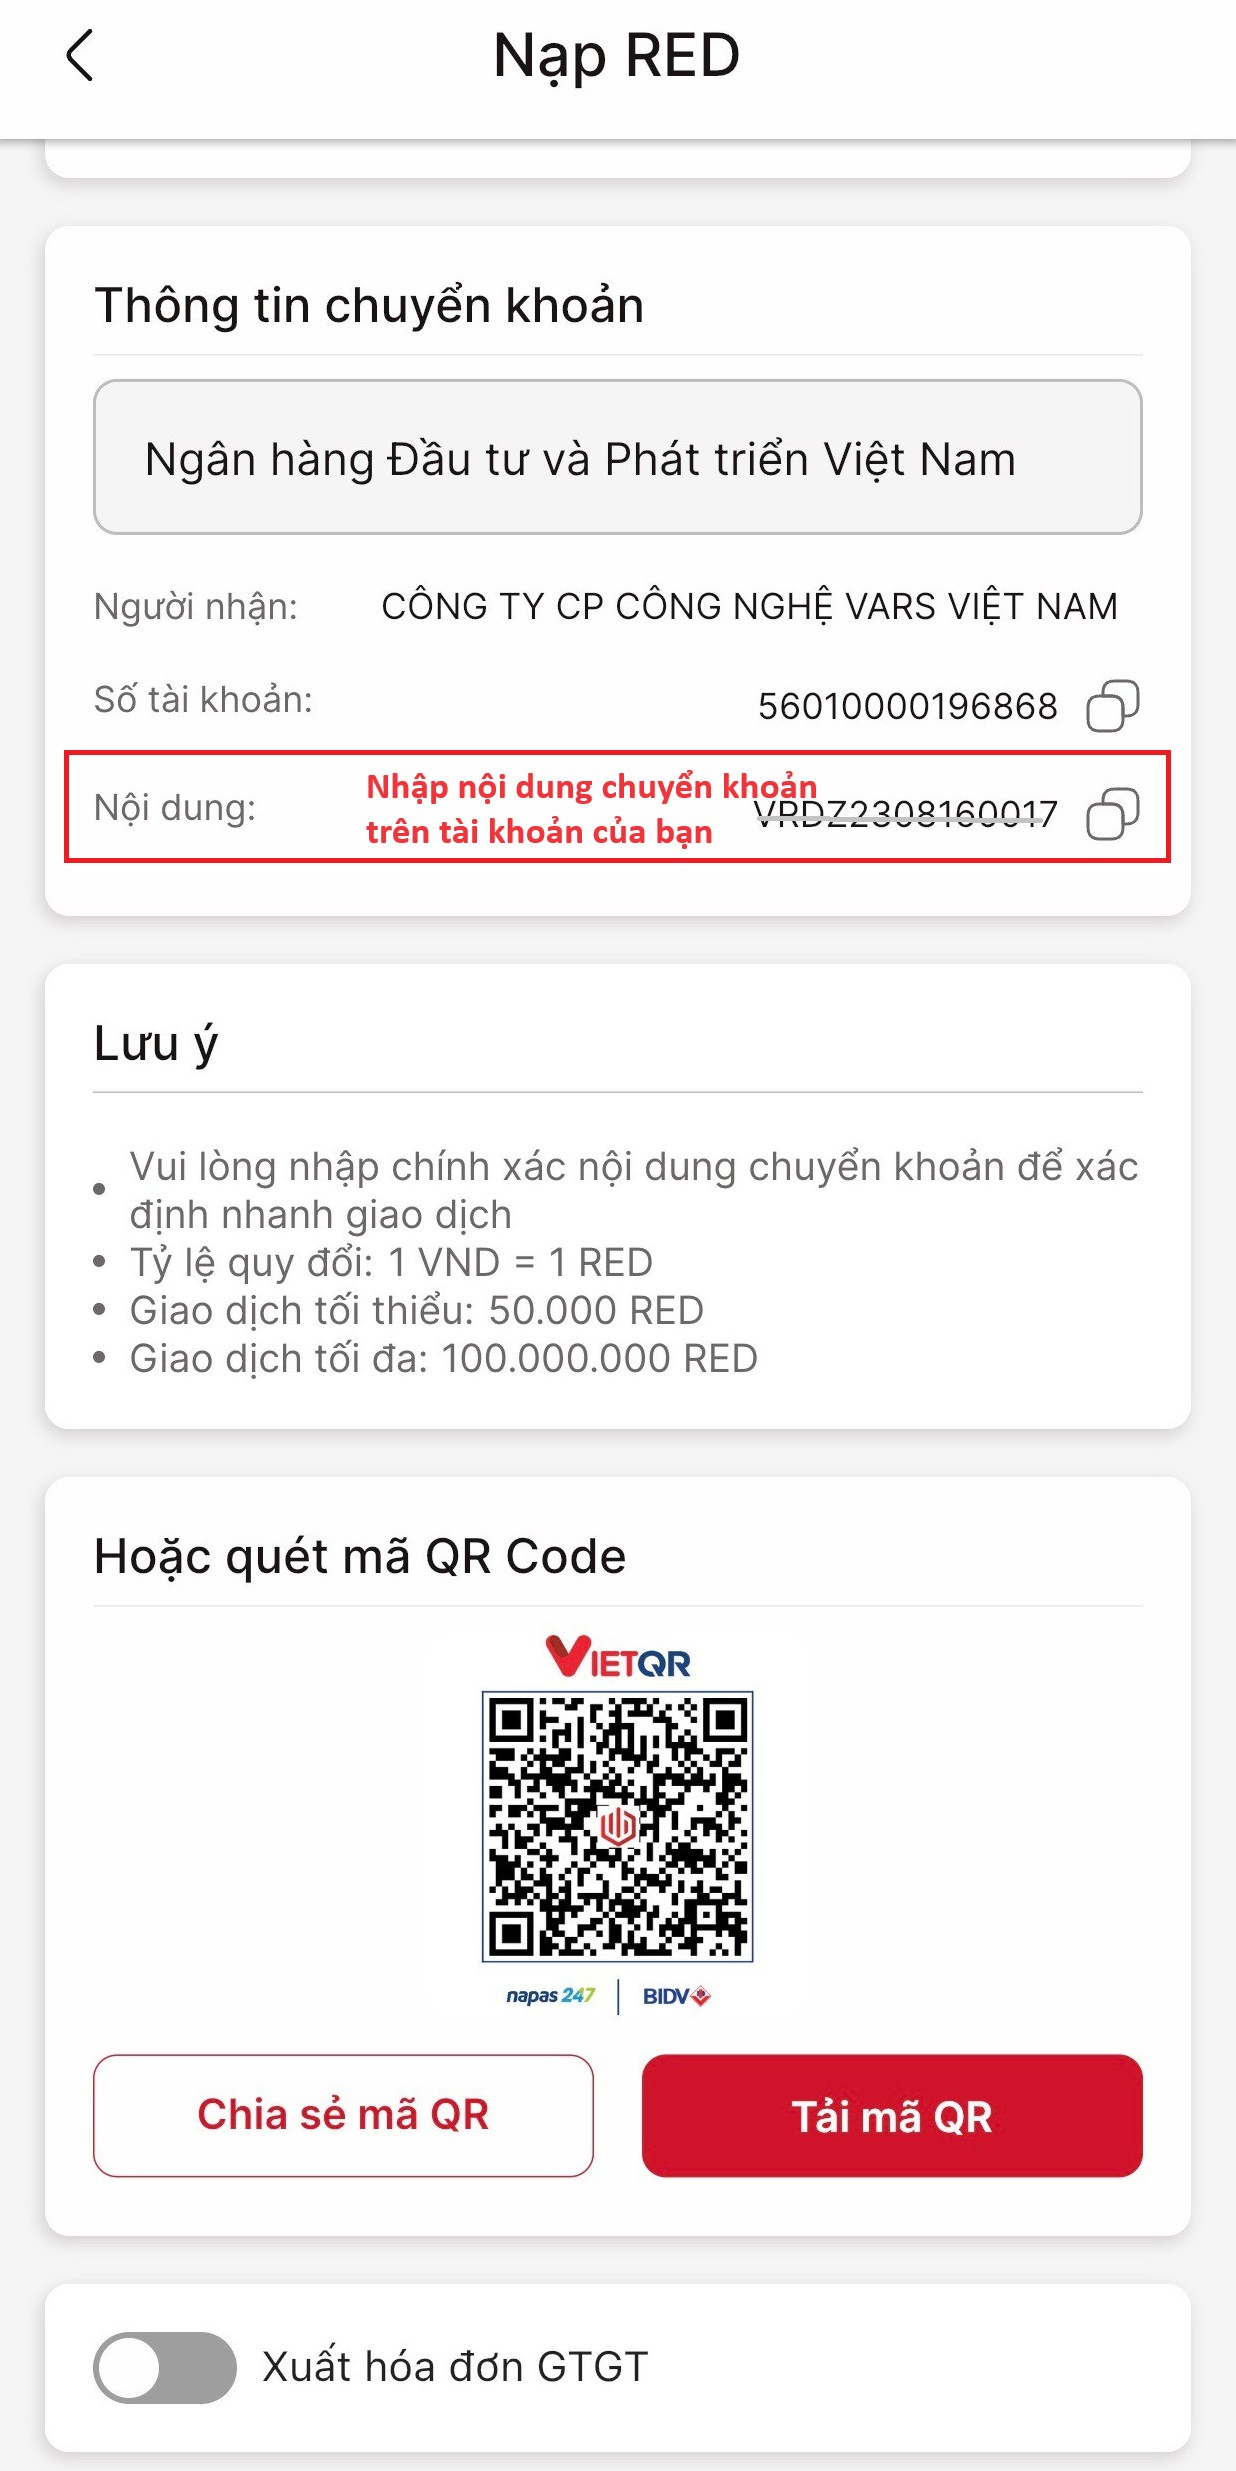 Nạp RED
Thông tin chuyển khoản
Ngân hàng Đầu tư và Phát triển Việt Nam
Người nhận: CÔNG TY CP CÔNG NGHỆ VARS VIỆT NAM
Số tài khoản: 56010000196868
Nội dung: VRDZ2308160017
Nhập nội dung chuyển khoản
trên tài khoản của bạn
Lưu ý
• Vui lòng nhập chính xác nội dung chuyển khoản để xác
định nhanh giao dịch
• Tỷ lệ quy đổi: 1 VND = 1 RED
• Giao dịch tối thiểu: 50.000 RED
• Giao dịch tối đa: 100.000.000 RED
Hoặc quét mã QR Code
VIETQR
napas 247 | BIDV
Chia sẻ mã QR
Tải mã QR
Xuất hóa đơn GTGT